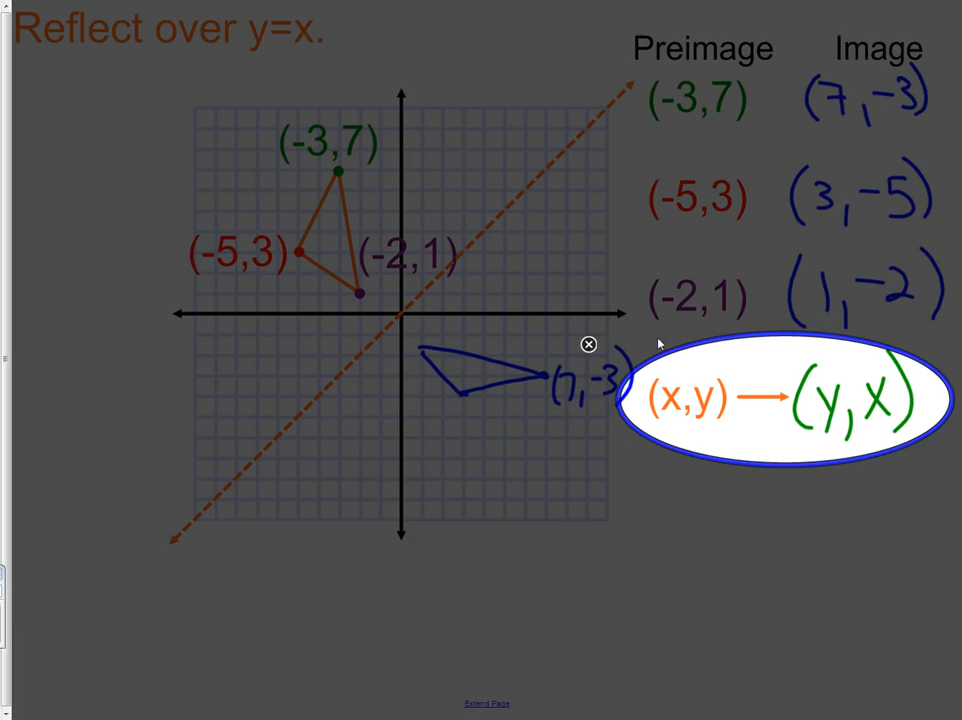 Reflect over y=x.
Preimage Image
(-3,7) (7,-3)
(-3,7)
(-5,3) (3,-5)
(-5,3) (-2,1)
(-2,1) (1,-2)
(7,-3)
(x,y) → (y,x)
Extend Page